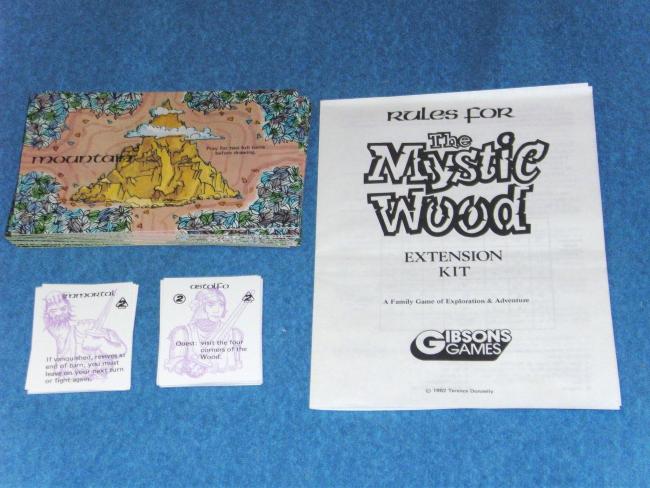 mountain
Pray for two full turns
before drawing.
Rules for
The
Mystic
Wood
EXTENSION
KIT
A Family Game of Exploration & Adventure
GIBSONS
GAMES
© 1982 Terence Donnelly
immortal
2
If vanquished, revives at
end of turn, you must
leave on your next turn
or fight again.
astolfo
2
2
Quest: visit the four
corners of the
Wood.